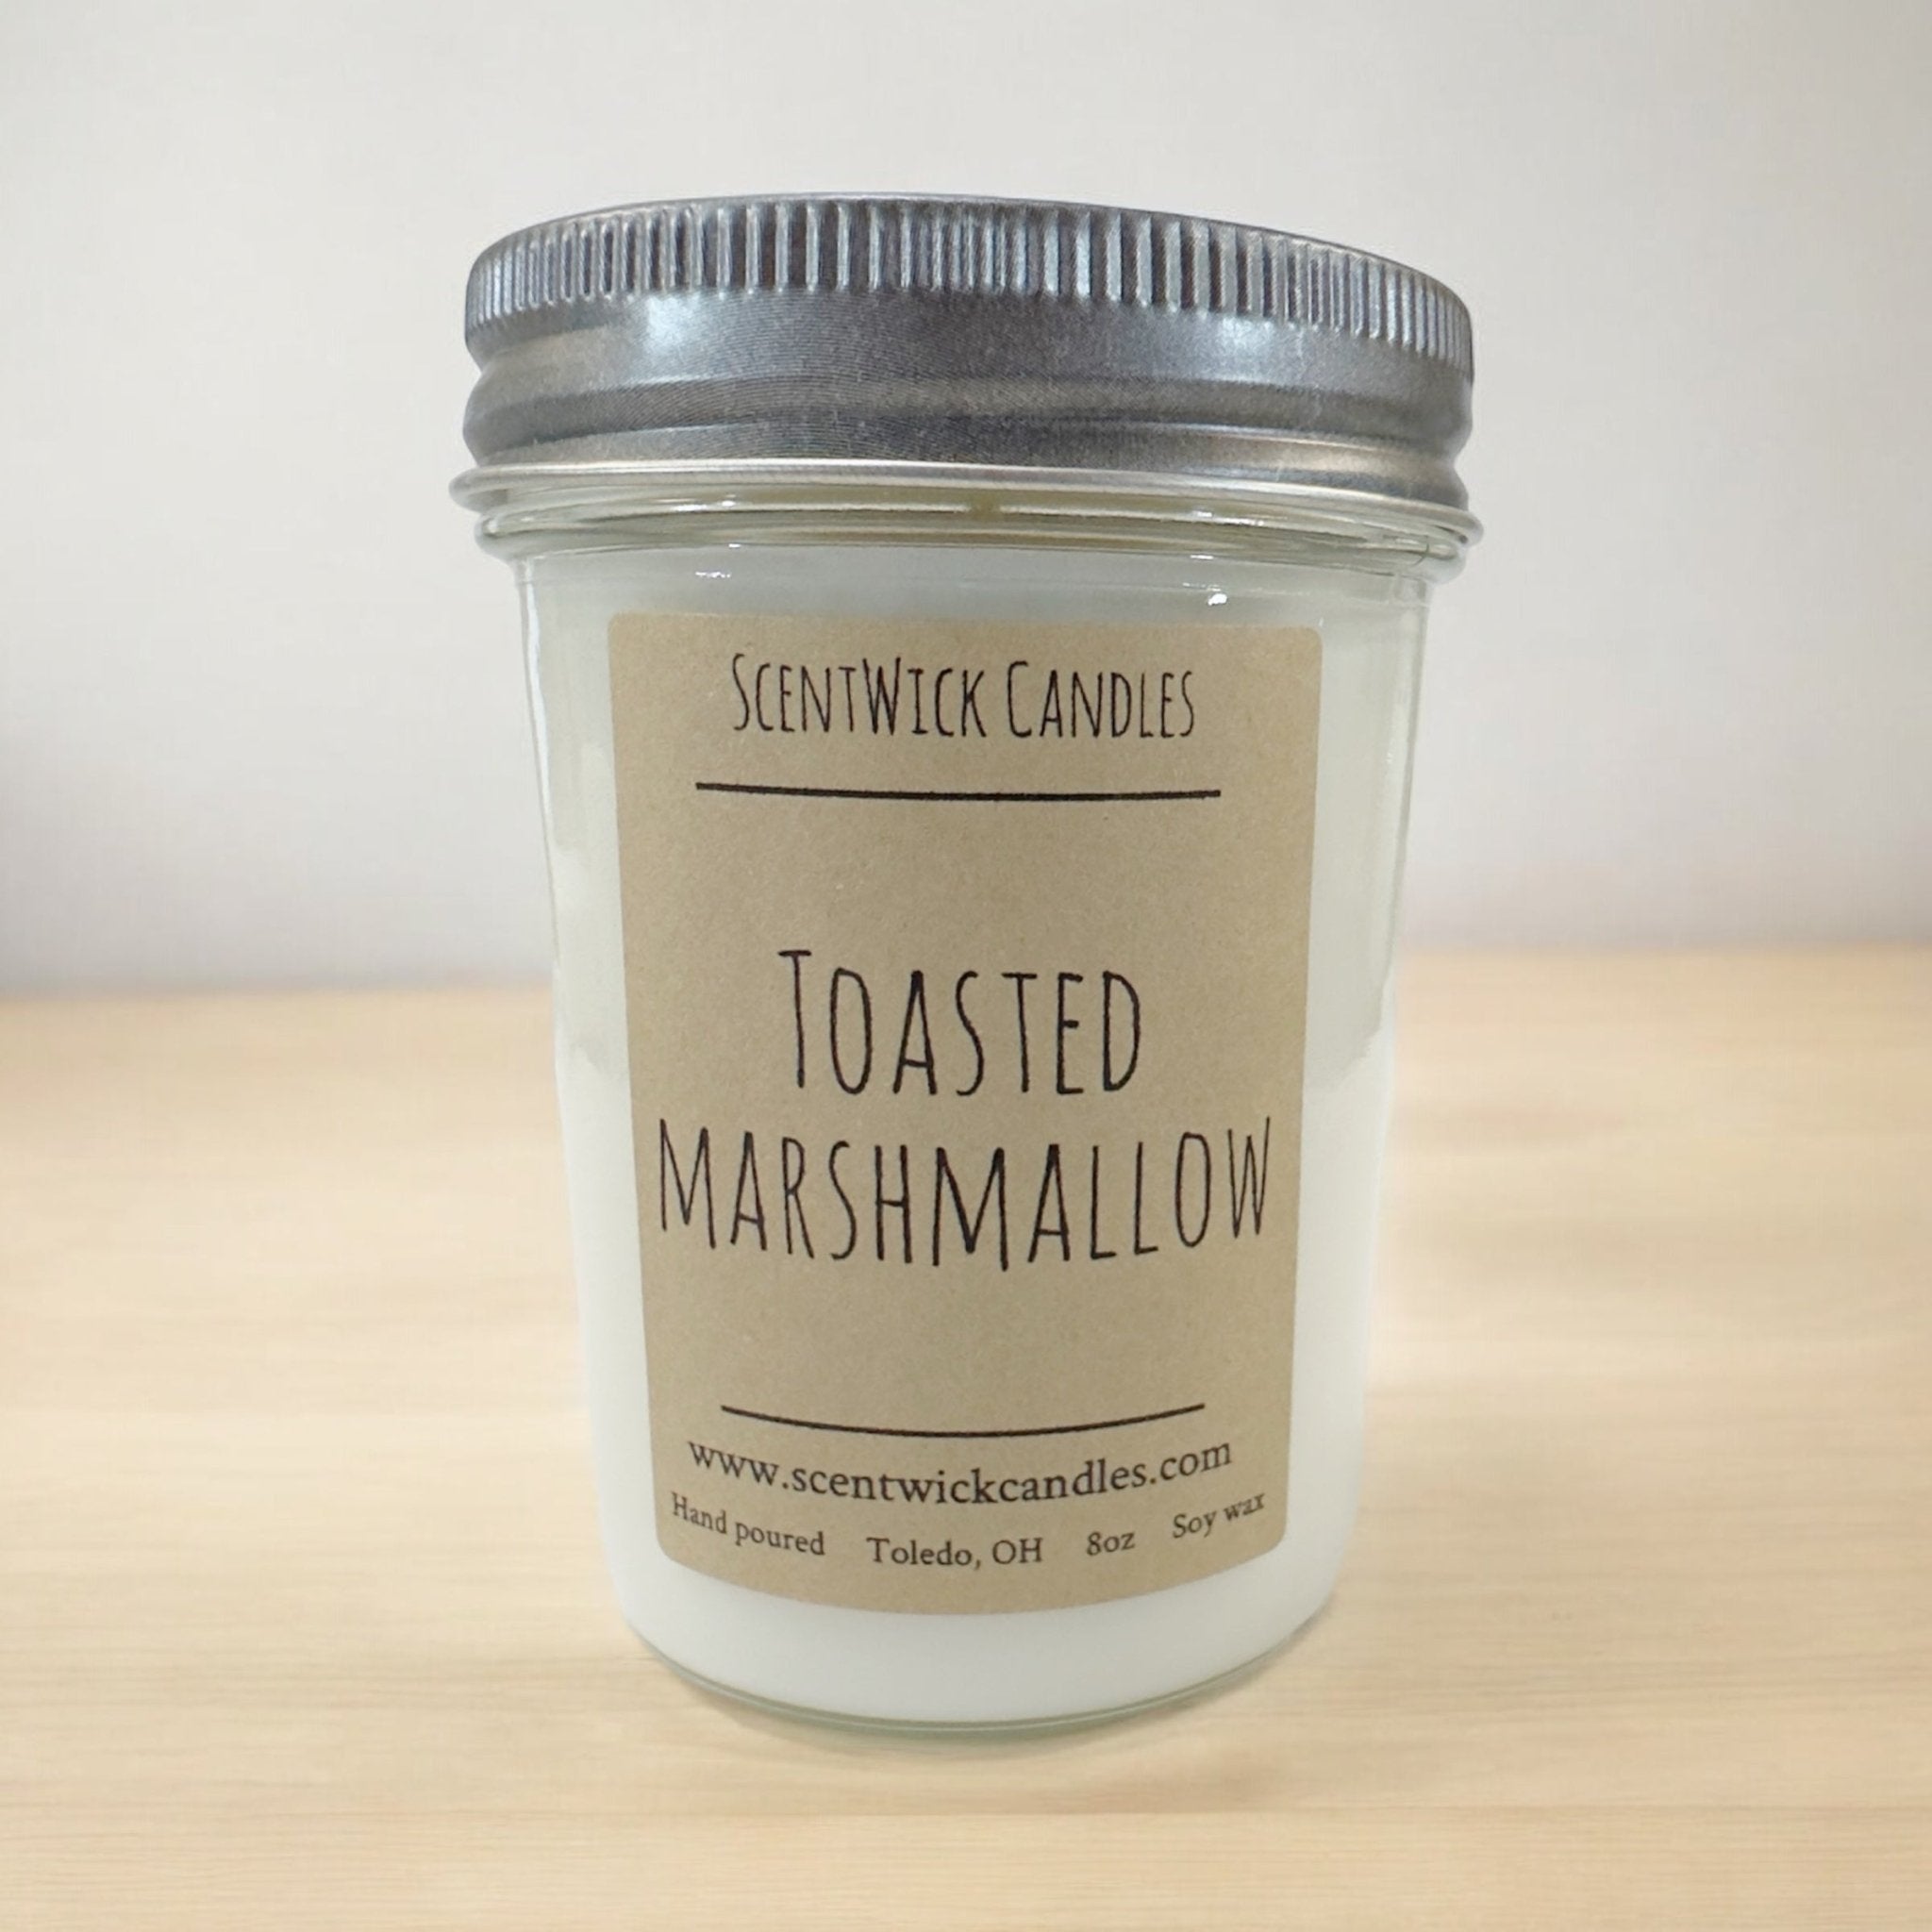 ScentWick Candles
Toasted
Marshmallow
www.scentwickcandles.com
Hand poured Toledo, OH 8oz Soy wax